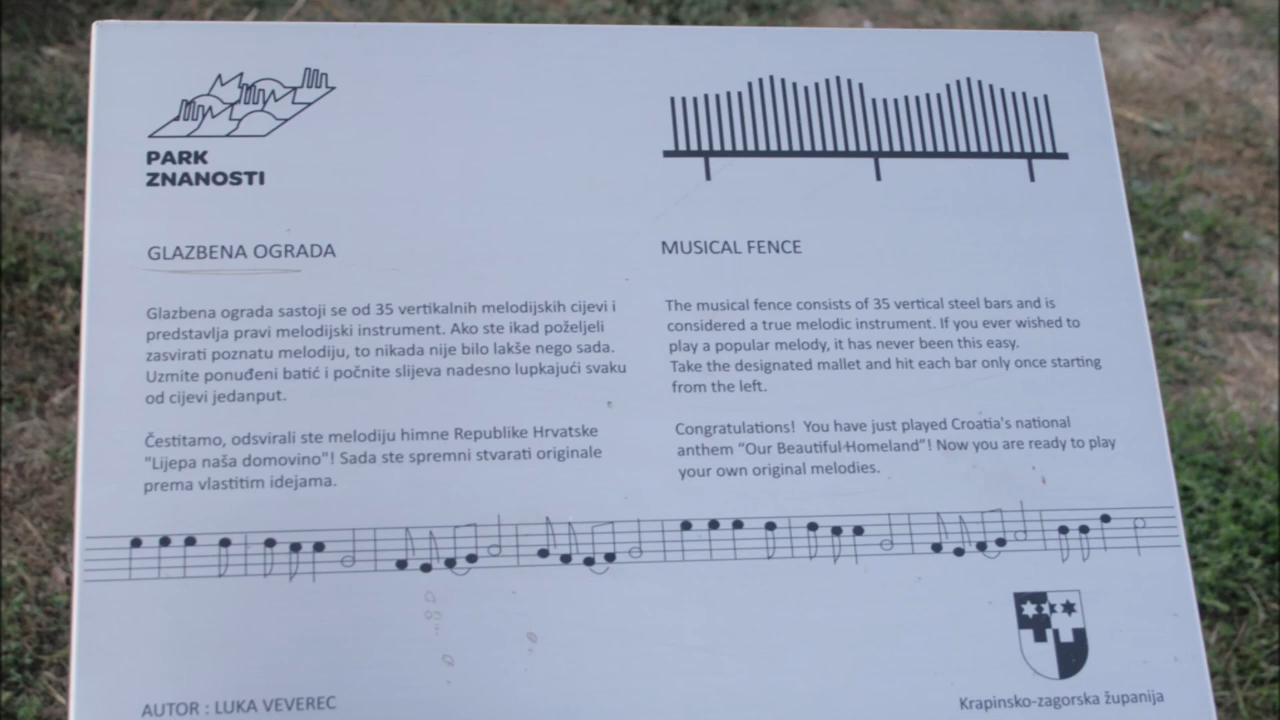 PARK
ZNANOSTI
GLAZBENA OGRADA
Glazbena ograda sastoji se od 35 vertikalnih melodijskih cijevi i
predstavlja pravi melodijski instrument. Ako ste ikad poželjeli
zasvirati poznatu melodiju, to nikada nije bilo lakše nego sada.
Uzmite ponuđeni batić i počnite slijeva nadesno lupkajući svaku
od cijevi jedanput.
Čestitamo, odsvirali ste melodiju himne Republike Hrvatske
"Lijepa naša domovino"! Sada ste spremni stvarati originale
prema vlastitim idejama.
MUSICAL FENCE
The musical fence consists of 35 vertical steel bars and is
considered a true melodic instrument. If you ever wished to
play a popular melody, it has never been this easy.
Take the designated mallet and hit each bar only once starting
from the left.
Congratulations! You have just played Croatia's national
anthem “Our Beautiful Homeland”! Now you are ready to play
your own original melodies.
AUTOR : LUKA VEVEREC
Krapinsko-zagorska županija